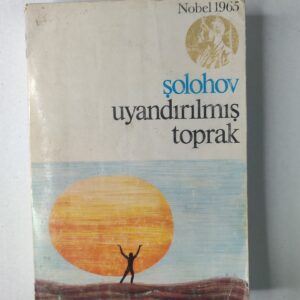 Nobel 1965
şolohov
uyandırılmış
toprak